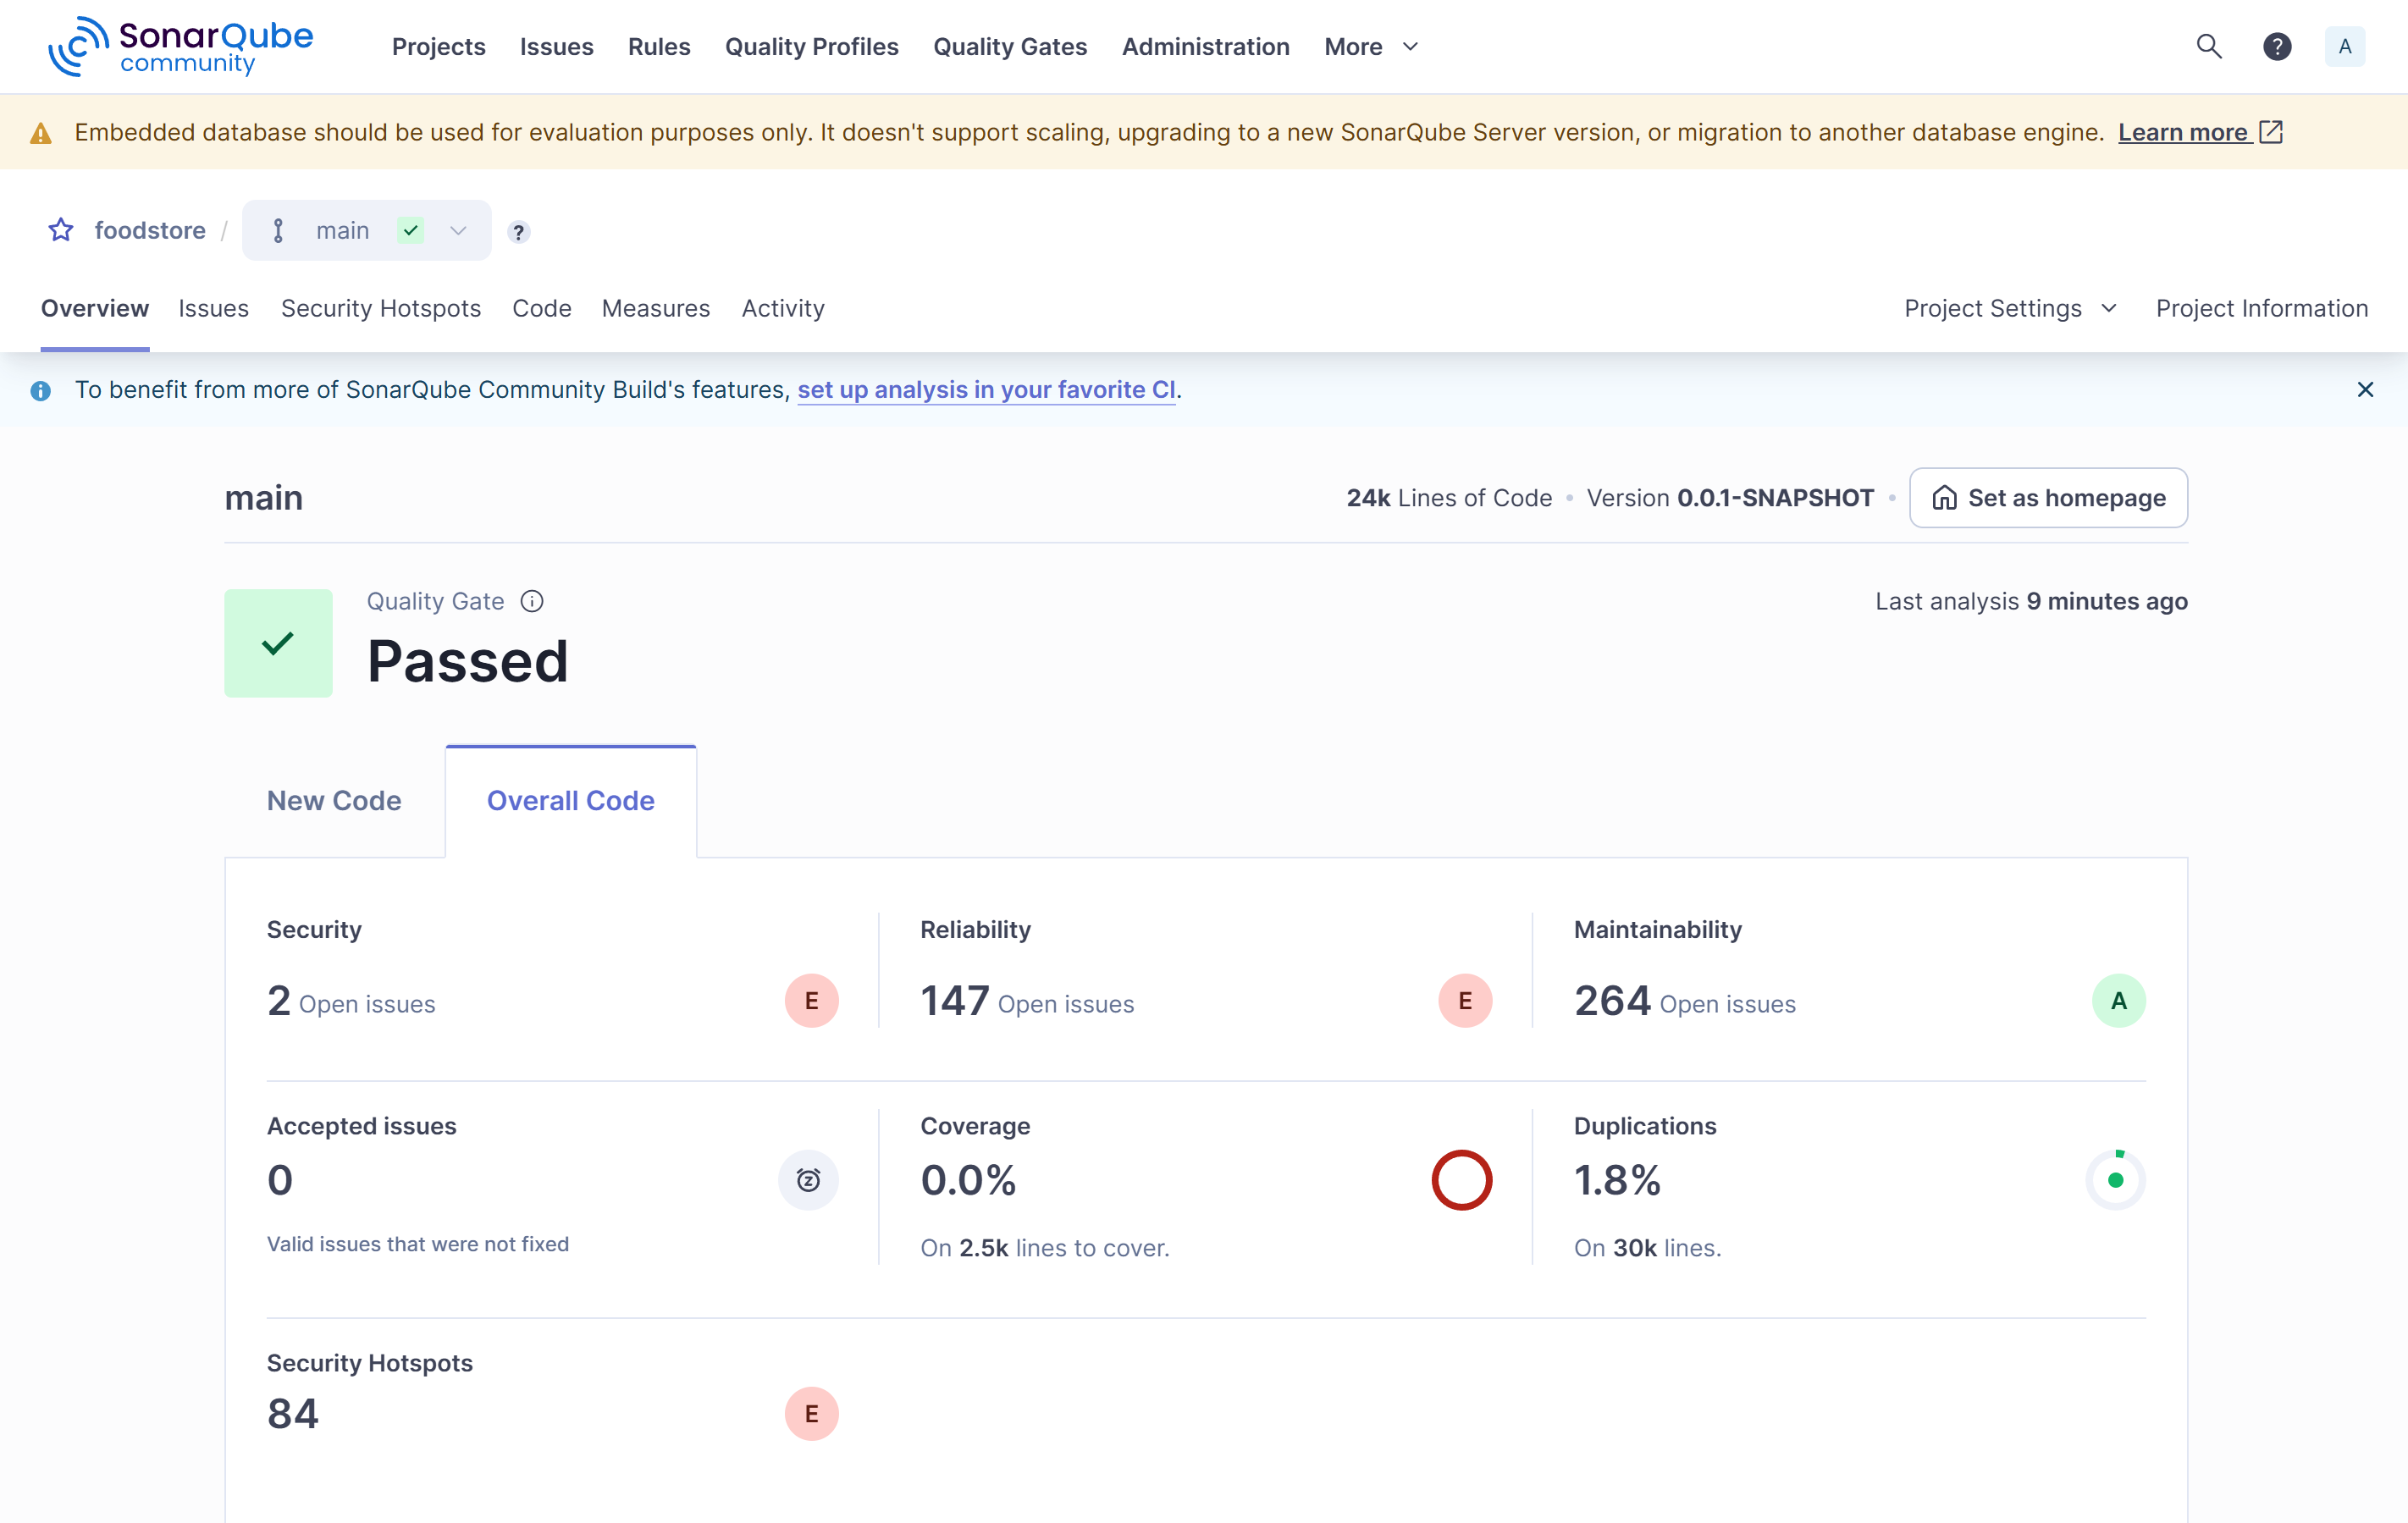 SonarQube community
Projects Issues Rules Quality Profiles Quality Gates Administration More ? A
Embedded database should be used for evaluation purposes only. It doesn't support scaling, upgrading to a new SonarQube Server version, or migration to another database engine. Learn more
foodstore / main ?
Overview Issues Security Hotspots Code Measures Activity Project Settings Project Information
To benefit from more of SonarQube Community Build's features, set up analysis in your favorite CI.
main 24k Lines of Code • Version 0.0.1-SNAPSHOT • Set as homepage
Quality Gate Last analysis 9 minutes ago
Passed
New Code Overall Code
Security Reliability Maintainability
2 Open issues E 147 Open issues E 264 Open issues A
Accepted issues Coverage Duplications
0 0.0% 1.8%
Valid issues that were not fixed On 2.5k lines to cover. On 30k lines.
Security Hotspots
84 E